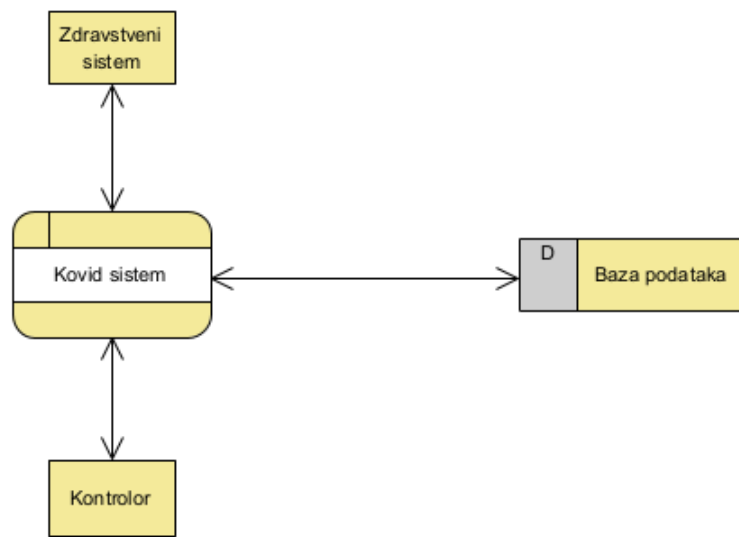 Zdravstveni
sistem
Kovid sistem
D
Baza podataka
Kontrolor